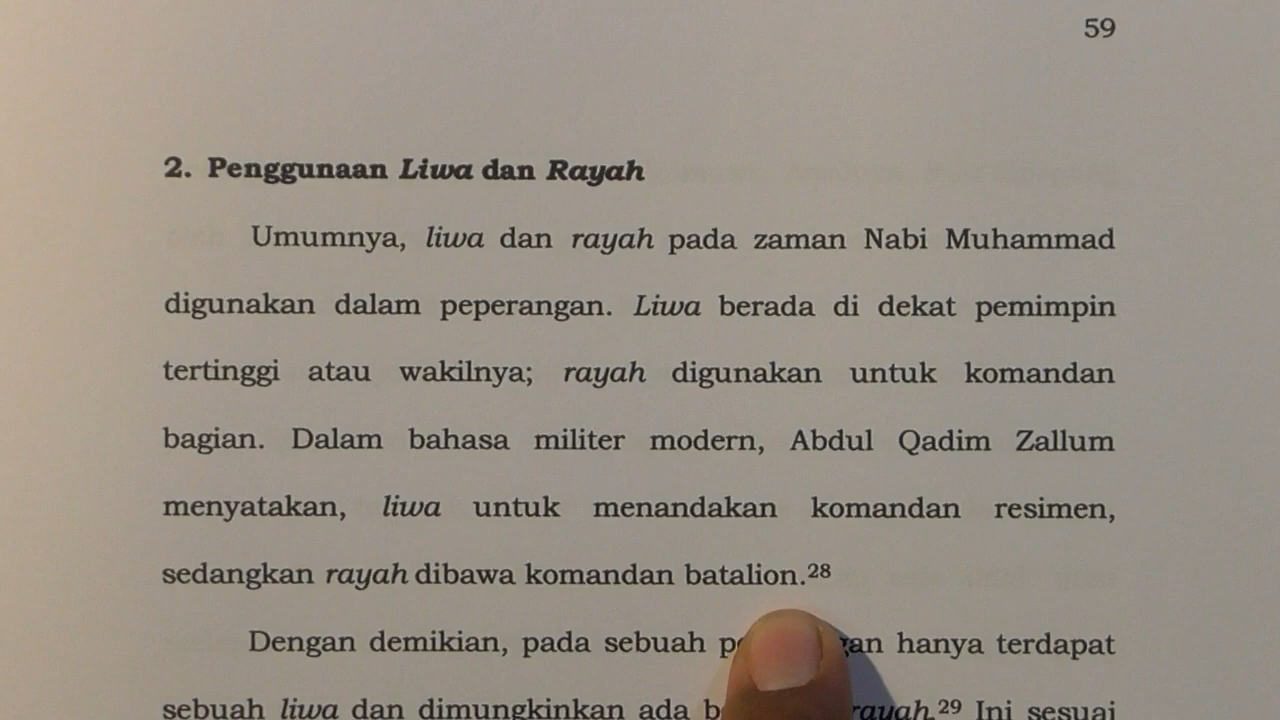 59
2. Penggunaan Liwa dan Rayah
Umumnya, liwa dan rayah pada zaman Nabi Muhammad
digunakan dalam peperangan. Liwa berada di dekat pemimpin
tertinggi atau wakilnya; rayah digunakan untuk komandan
bagian. Dalam bahasa militer modern, Abdul Qadim Zallum
menyatakan, liwa untuk menandakan komandan resimen,
sedangkan rayah dibawa komandan batalion.28
Dengan demikian, pada sebuah hanya terdapat
sebuah liwa dan dimungkinkan ada rayah.29 Ini sesuai